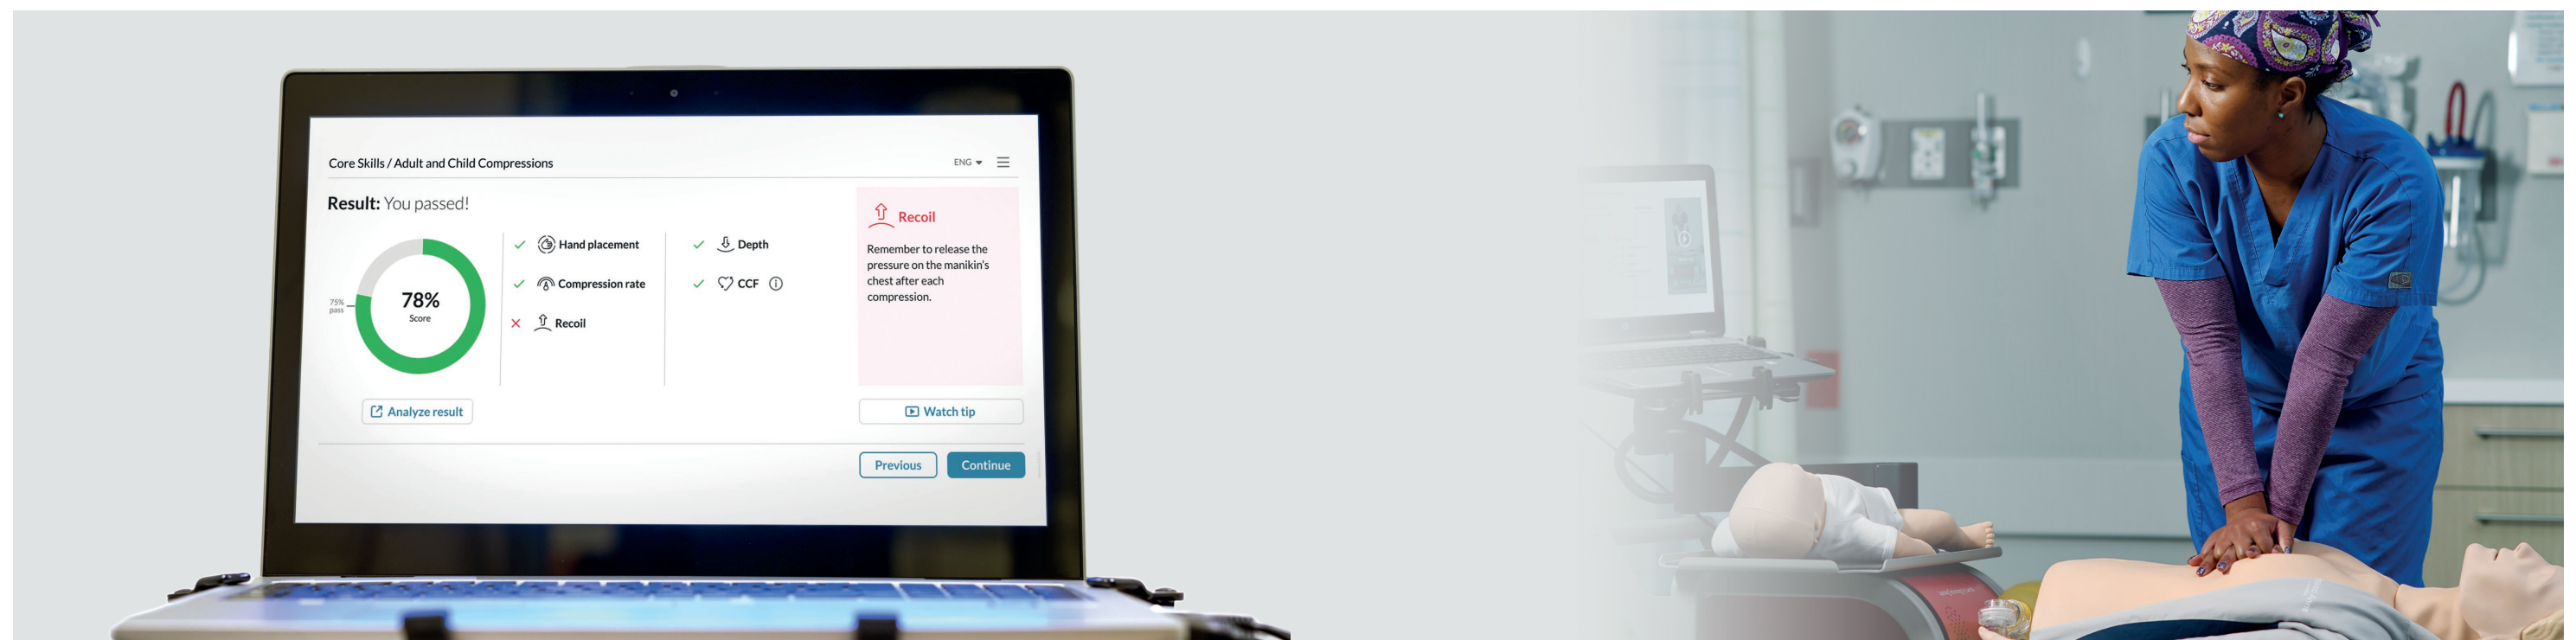 Core Skills / Adult and Child Compressions
ENG
Result: You passed!
75%
pass
78%
Score
Hand placement
Compression rate
Recoil
Depth
CCF
Recoil
Remember to release the
pressure on the manikin's
chest after each
compression.
Analyze result
Watch tip
Previous
Continue